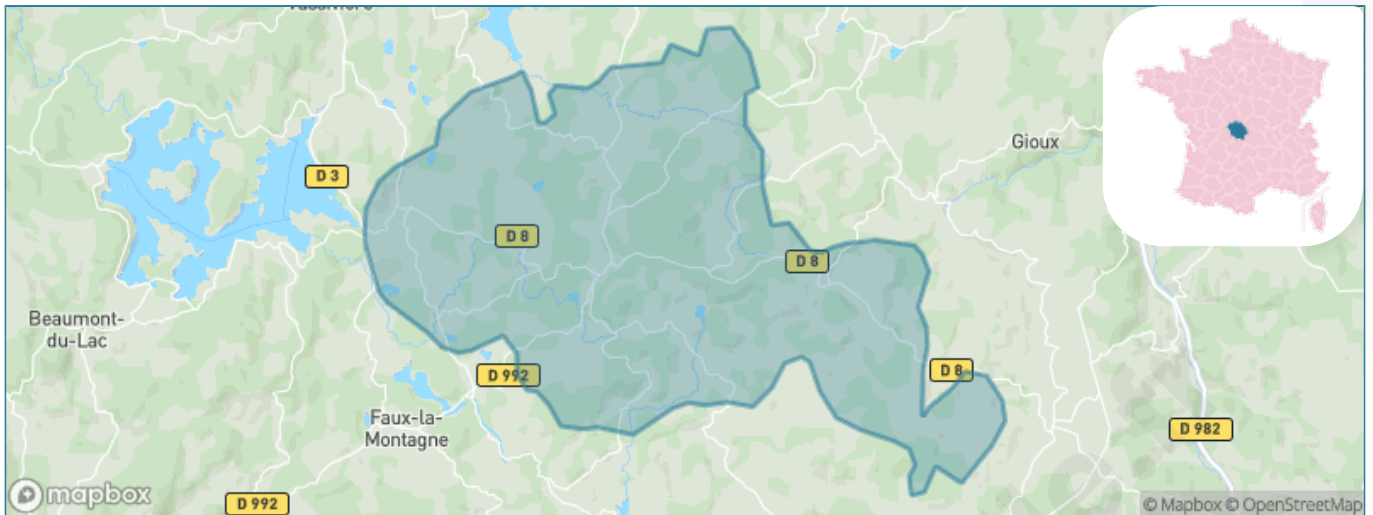 Gioux
D 3
D 8
D 8
Beaumont-
du-Lac
D 992
D 8
Faux-la-
Montagne
D 982
mapbox
D 992
© Mapbox © OpenStreetMap